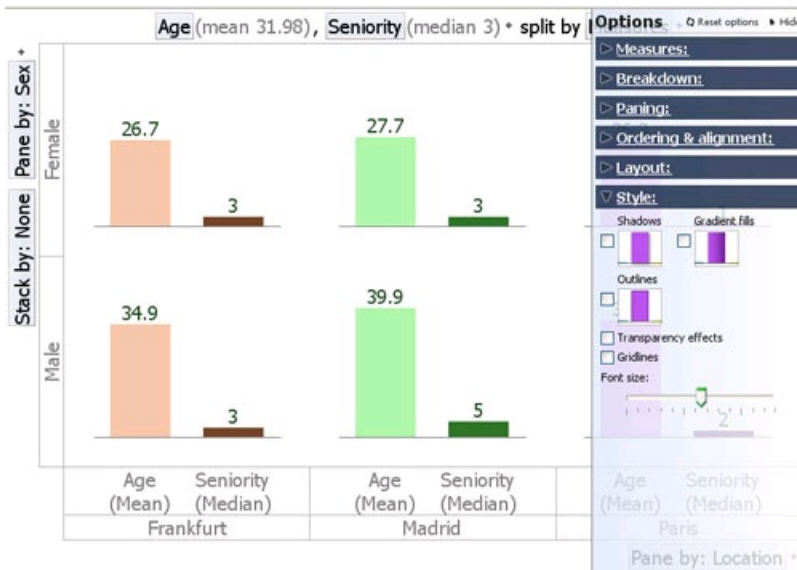 Age (mean 31.98), Seniority (median 3) split by Measures
Options
Reset options
Hide
Measures:
Breakdown:
Paning:
Ordering & alignment:
Layout:
Style:
Shadows
Gradient fills
Outlines
Transparency effects
Gridlines
Font size:
Pane by: Sex
Stack by: None
Female
26.7
3
27.7
3
Male
34.9
3
39.9
5
2
Age
(Mean)
Seniority
(Median)
Age
(Mean)
Seniority
(Median)
Age
(Mean)
Seniority
(Median)
Frankfurt
Madrid
Paris
Pane by: Location